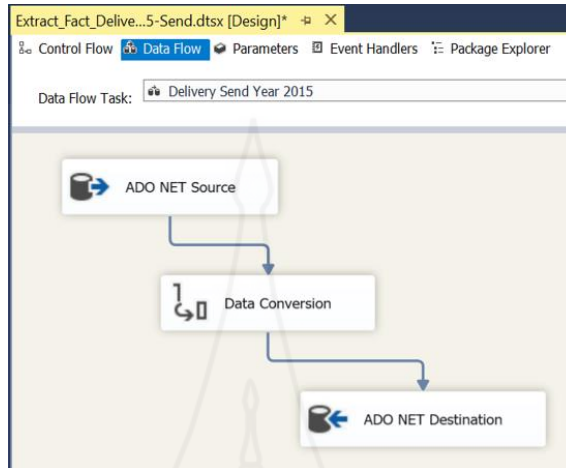 Extract_Fact_Delive...5-Send.dtsx [Design]*
Control Flow Data Flow Parameters Event Handlers Package Explorer
Data Flow Task: Delivery Send Year 2015
ADO NET Source
Data Conversion
ADO NET Destination